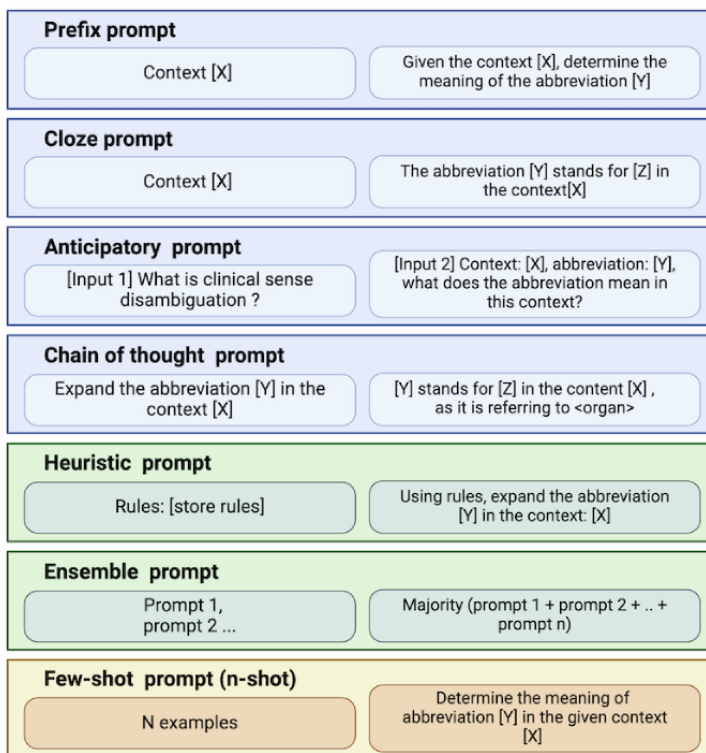 Prefix prompt
Context [X]
Given the context [X], determine the
meaning of the abbreviation [Y]
Cloze prompt
Context [X]
The abbreviation [Y] stands for [Z] in
the context[X]
Anticipatory prompt
[Input 1] What is clinical sense
disambiguation ?
[Input 2] Context: [X], abbreviation: [Y],
what does the abbreviation mean in
this context?
Chain of thought prompt
Expand the abbreviation [Y] in the
context [X]
[Y] stands for [Z] in the content [X] ,
as it is referring to <organ>
Heuristic prompt
Rules: [store rules]
Using rules, expand the abbreviation
[Y] in the context: [X]
Ensemble prompt
Prompt 1,
prompt 2 ...
Majority (prompt 1 + prompt 2 + .. +
prompt n)
Few-shot prompt (n-shot)
N examples
Determine the meaning of
abbreviation [Y] in the given context
[X]